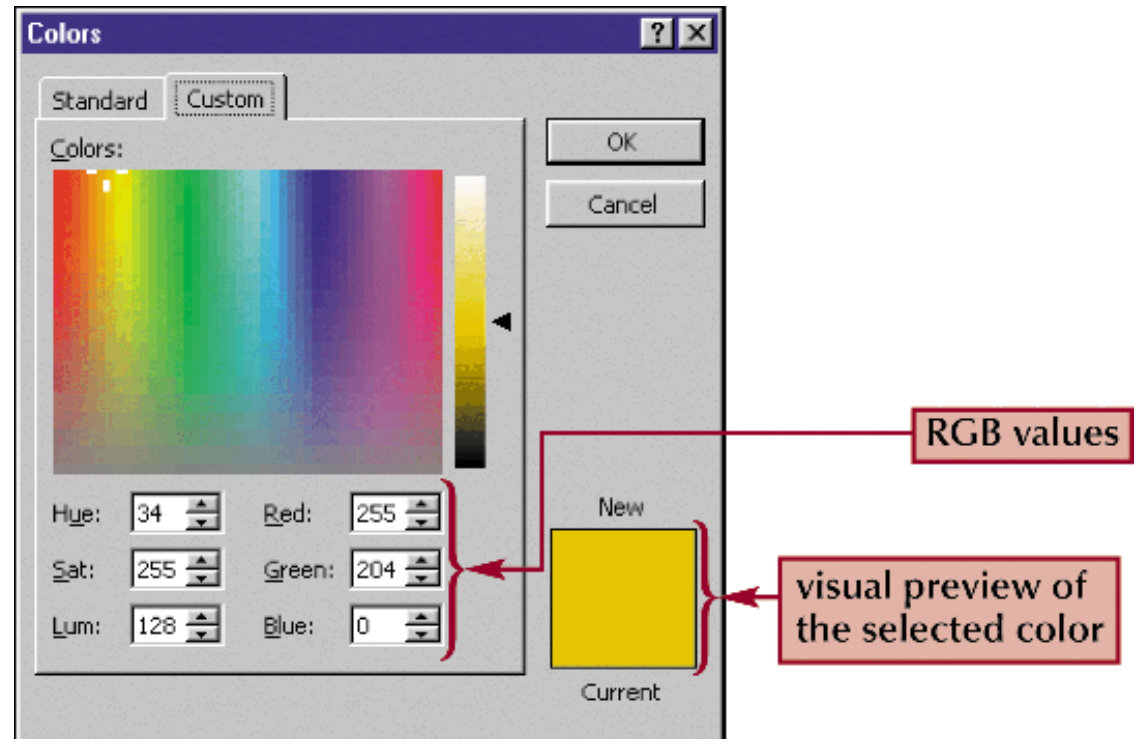 Colors
Standard Custom
Colors:
OK
Cancel
RGB values
Hue: 34 Red: 255
New
Sat: 255 Green: 204
visual preview of
the selected color
Lum: 128 Blue: 0
Current